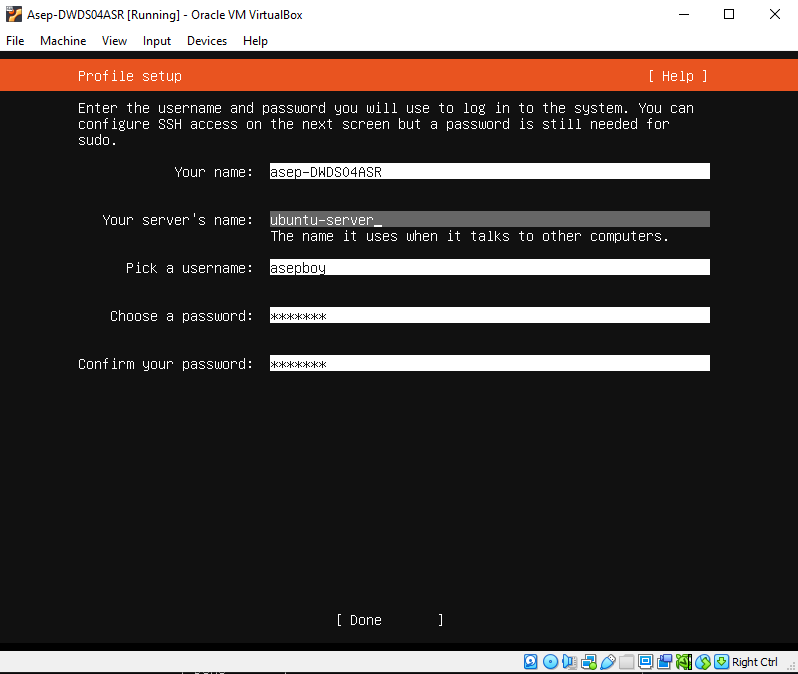 Asep-DWDS04ASR [Running] - Oracle VM VirtualBox
File Machine View Input Devices Help
Profile setup [ Help ]
Enter the username and password you will use to log in to the system. You can
configure SSH access on the next screen but a password is still needed for
sudo.
Your name: asep-DWDS04ASR
Your server's name: ubuntu-server_
The name it uses when it talks to other computers.
Pick a username: asepboy
Choose a password: *******
Confirm your password: *******
[ Done ]
Right Ctrl